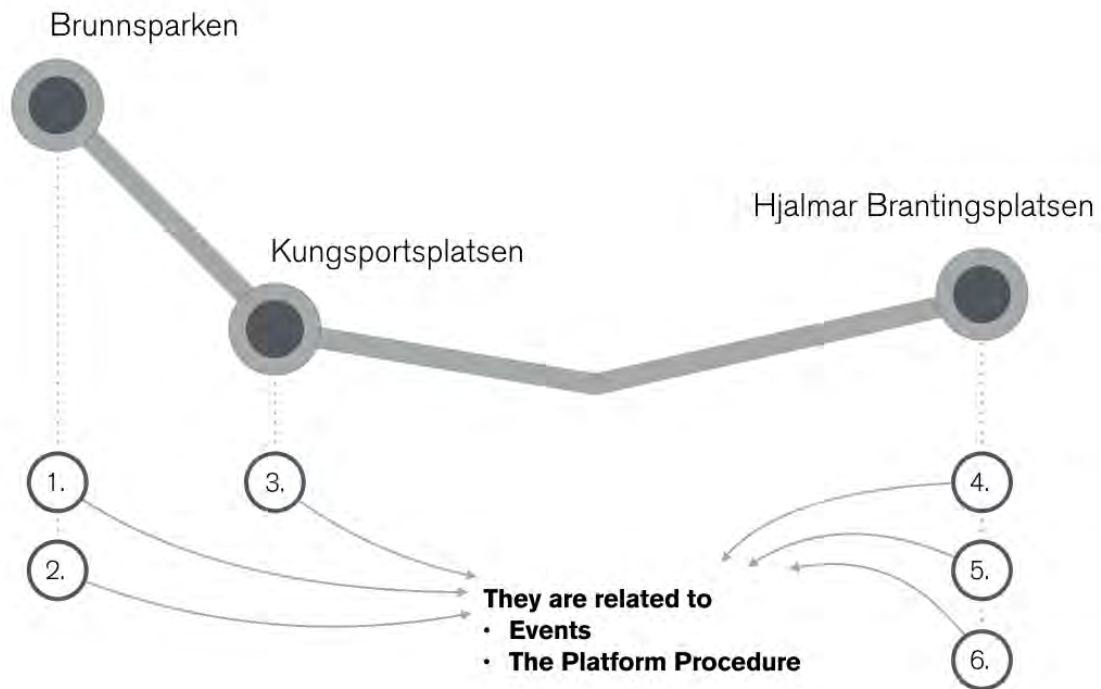 Brunnsparken
Hjalmar Brantingsplatsen
Kungsportsplatsen
1.
3.
4.
2.
5.
They are related to
• Events
• The Platform Procedure
6.